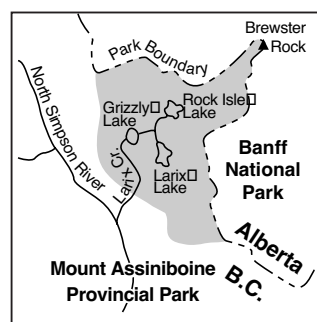 Brewster
Rock
Park Boundary
North Simpson River
Grizzly
Lake
Rock Isle
Lake
Larix Cr.
Larix
Lake
Banff
National
Park
Alberta
B.C.
Mount Assiniboine
Provincial Park